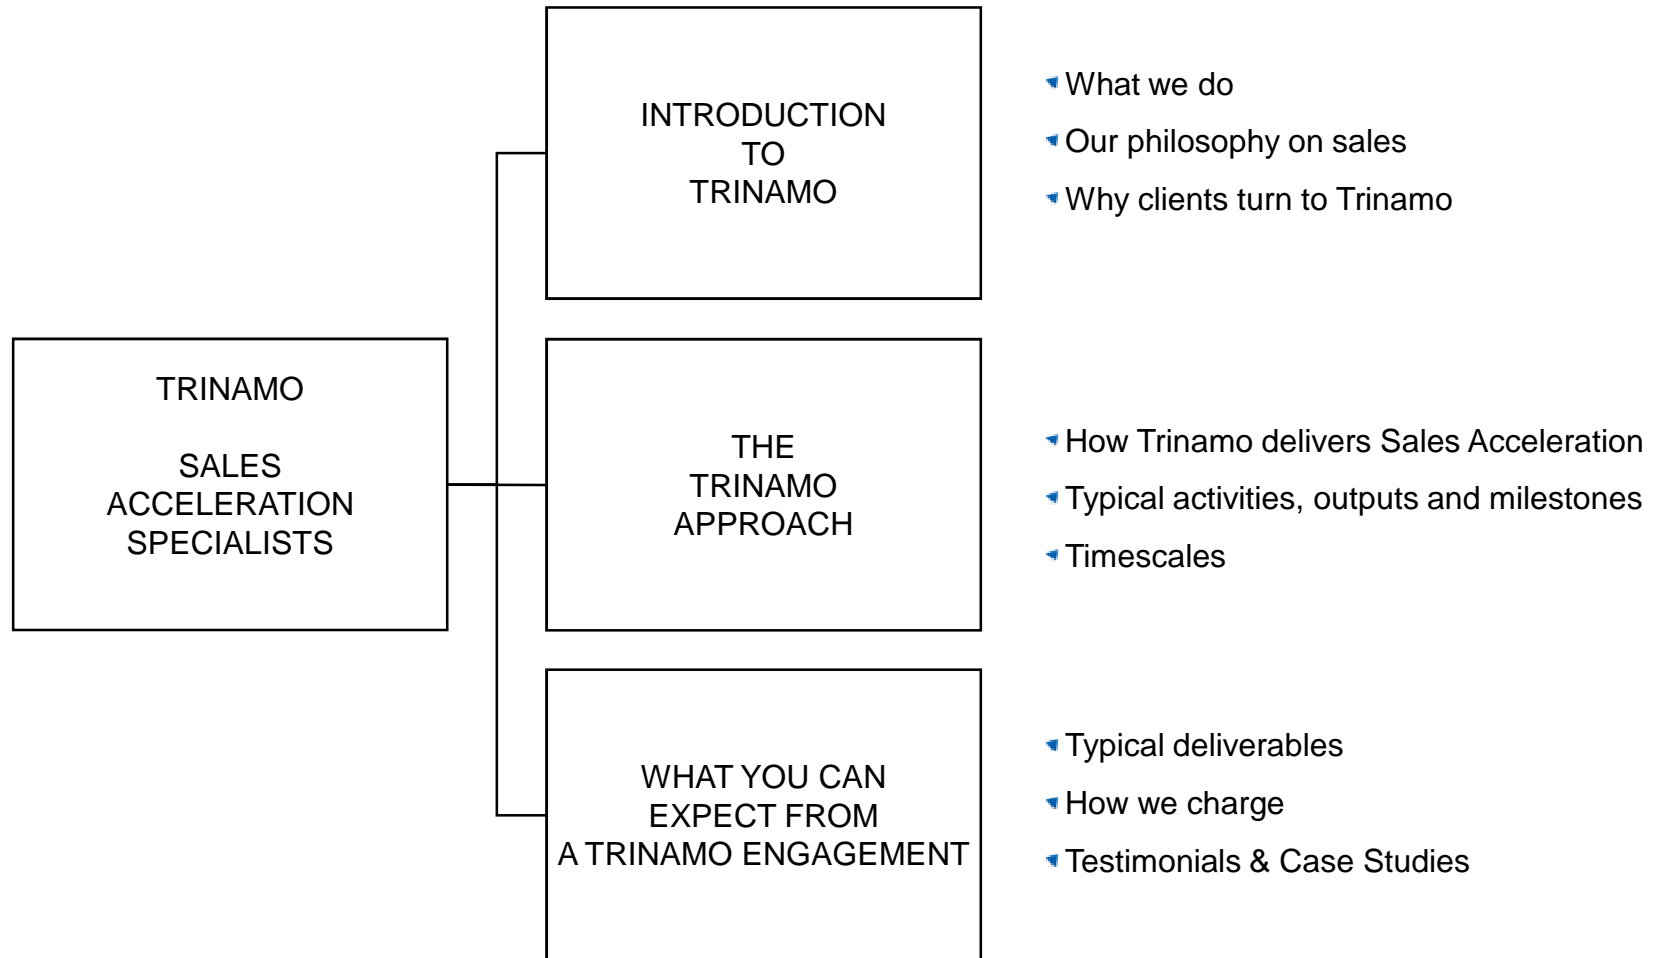 TRINAMO
SALES
ACCELERATION
SPECIALISTS
INTRODUCTION
TO
TRINAMO
What we do
Our philosophy on sales
Why clients turn to Trinamo
THE
TRINAMO
APPROACH
How Trinamo delivers Sales Acceleration
Typical activities, outputs and milestones
Timescales
WHAT YOU CAN
EXPECT FROM
A TRINAMO ENGAGEMENT
Typical deliverables
How we charge
Testimonials & Case Studies